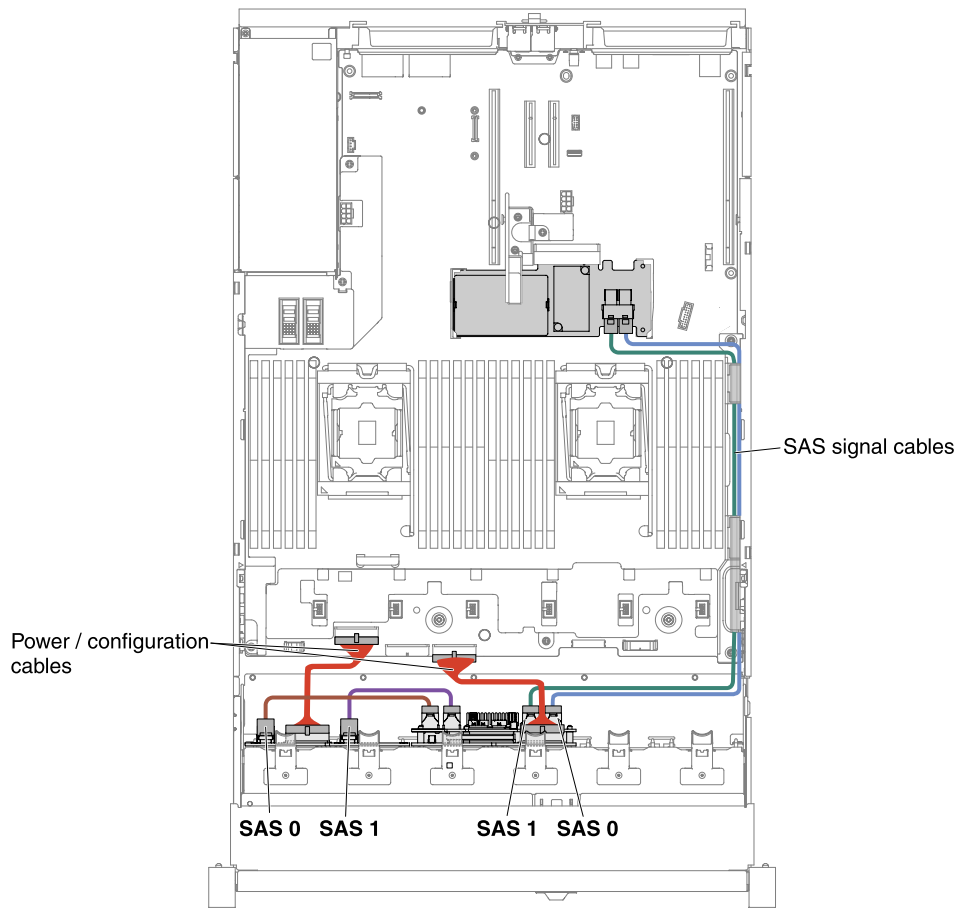 SAS signal cables
Power / configuration
cables
SAS 0
SAS 1
SAS 1
SAS 0